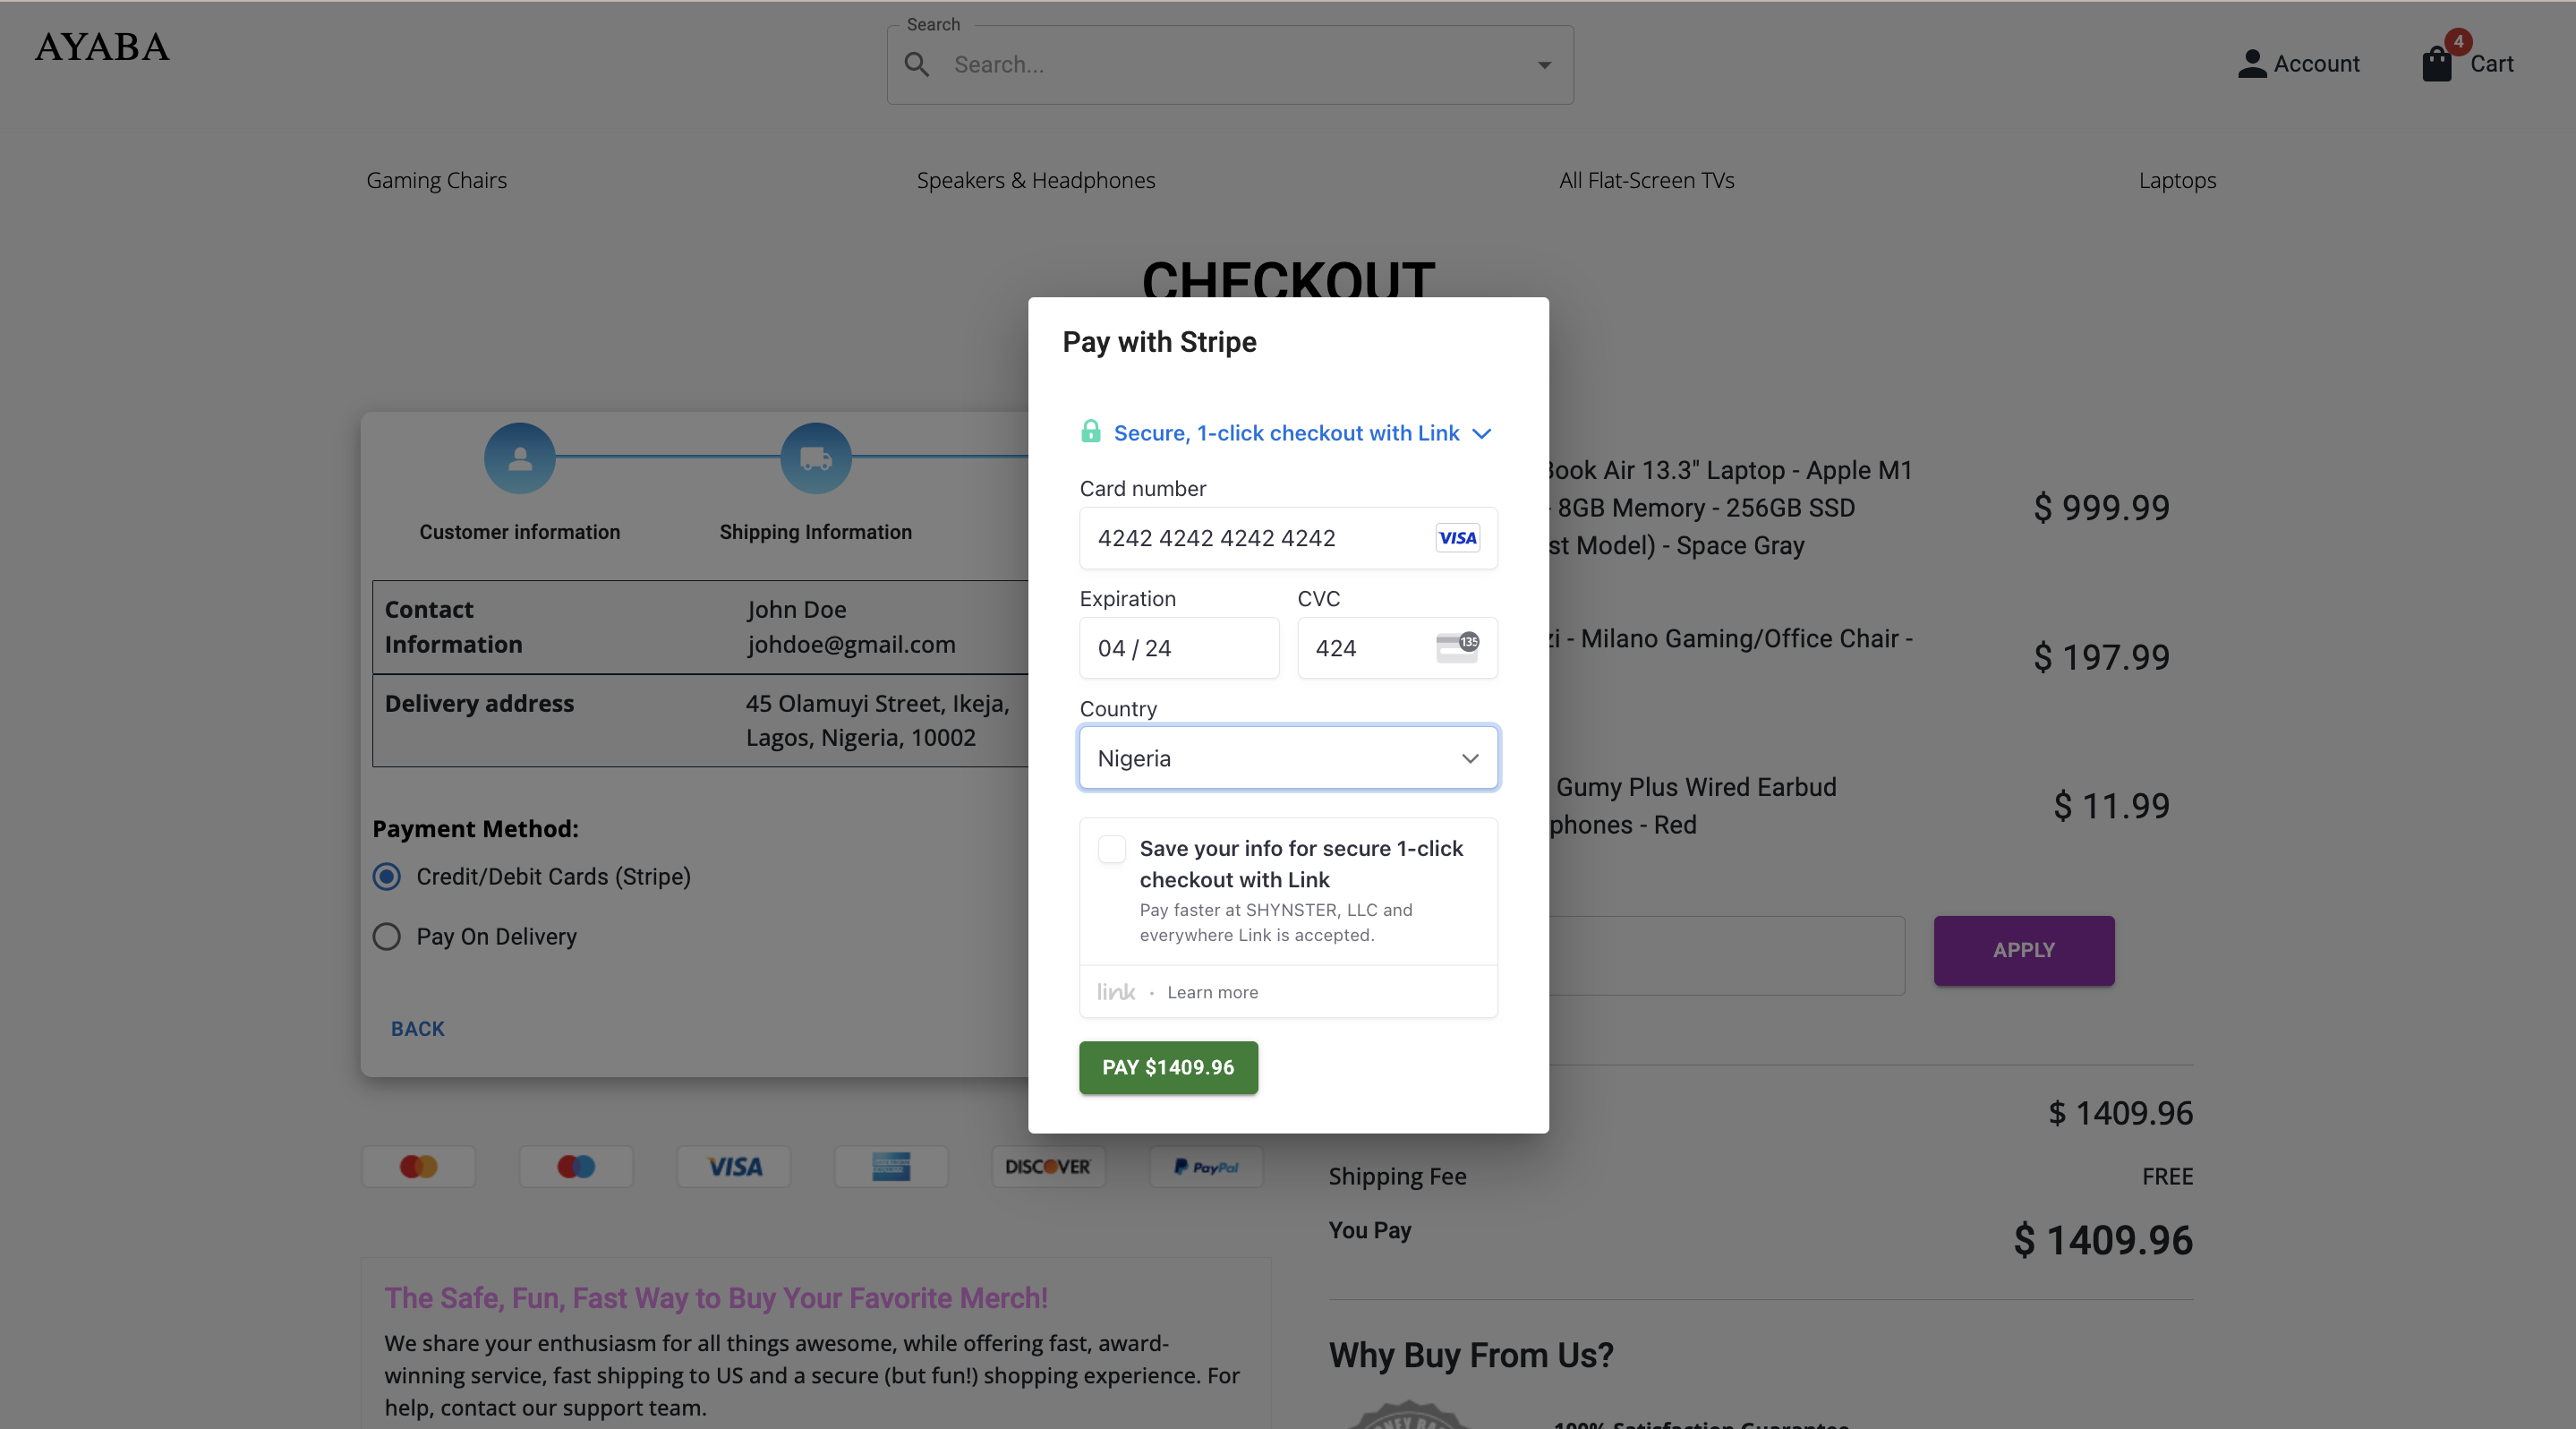 AYABA
Search
Search...
Account
4
Cart
Gaming Chairs
Speakers & Headphones
All Flat-Screen TVs
Laptops
CHECKOUT
Customer information
Shipping Information
Contact
Information
John Doe
johdoe@gmail.com
Delivery address
45 Olamuyi Street, Ikeja,
Lagos, Nigeria, 10002
Payment Method:
Credit/Debit Cards (Stripe)
Pay On Delivery
BACK
Pay with Stripe
Secure, 1-click checkout with Link
Card number
4242 4242 4242 4242
VISA
Expiration
CVC
04 / 24
424
135
Country
Nigeria
Save your info for secure 1-click
checkout with Link
Pay faster at SHYNSTER, LLC and
everywhere Link is accepted.
link · Learn more
PAY $1409.96
Book Air 13.3" Laptop - Apple M1
- 8GB Memory - 256GB SSD
st Model) - Space Gray
$ 999.99
zi - Milano Gaming/Office Chair -
$ 197.99
Gumy Plus Wired Earbud
phones - Red
$ 11.99
APPLY
$ 1409.96
Shipping Fee
FREE
You Pay
$ 1409.96
VISA
DISCOVER
PayPal
The Safe, Fun, Fast Way to Buy Your Favorite Merch!
We share your enthusiasm for all things awesome, while offering fast, award-
winning service, fast shipping to US and a secure (but fun!) shopping experience. For
help, contact our support team.
Why Buy From Us?
100% Satisfaction Guarantee